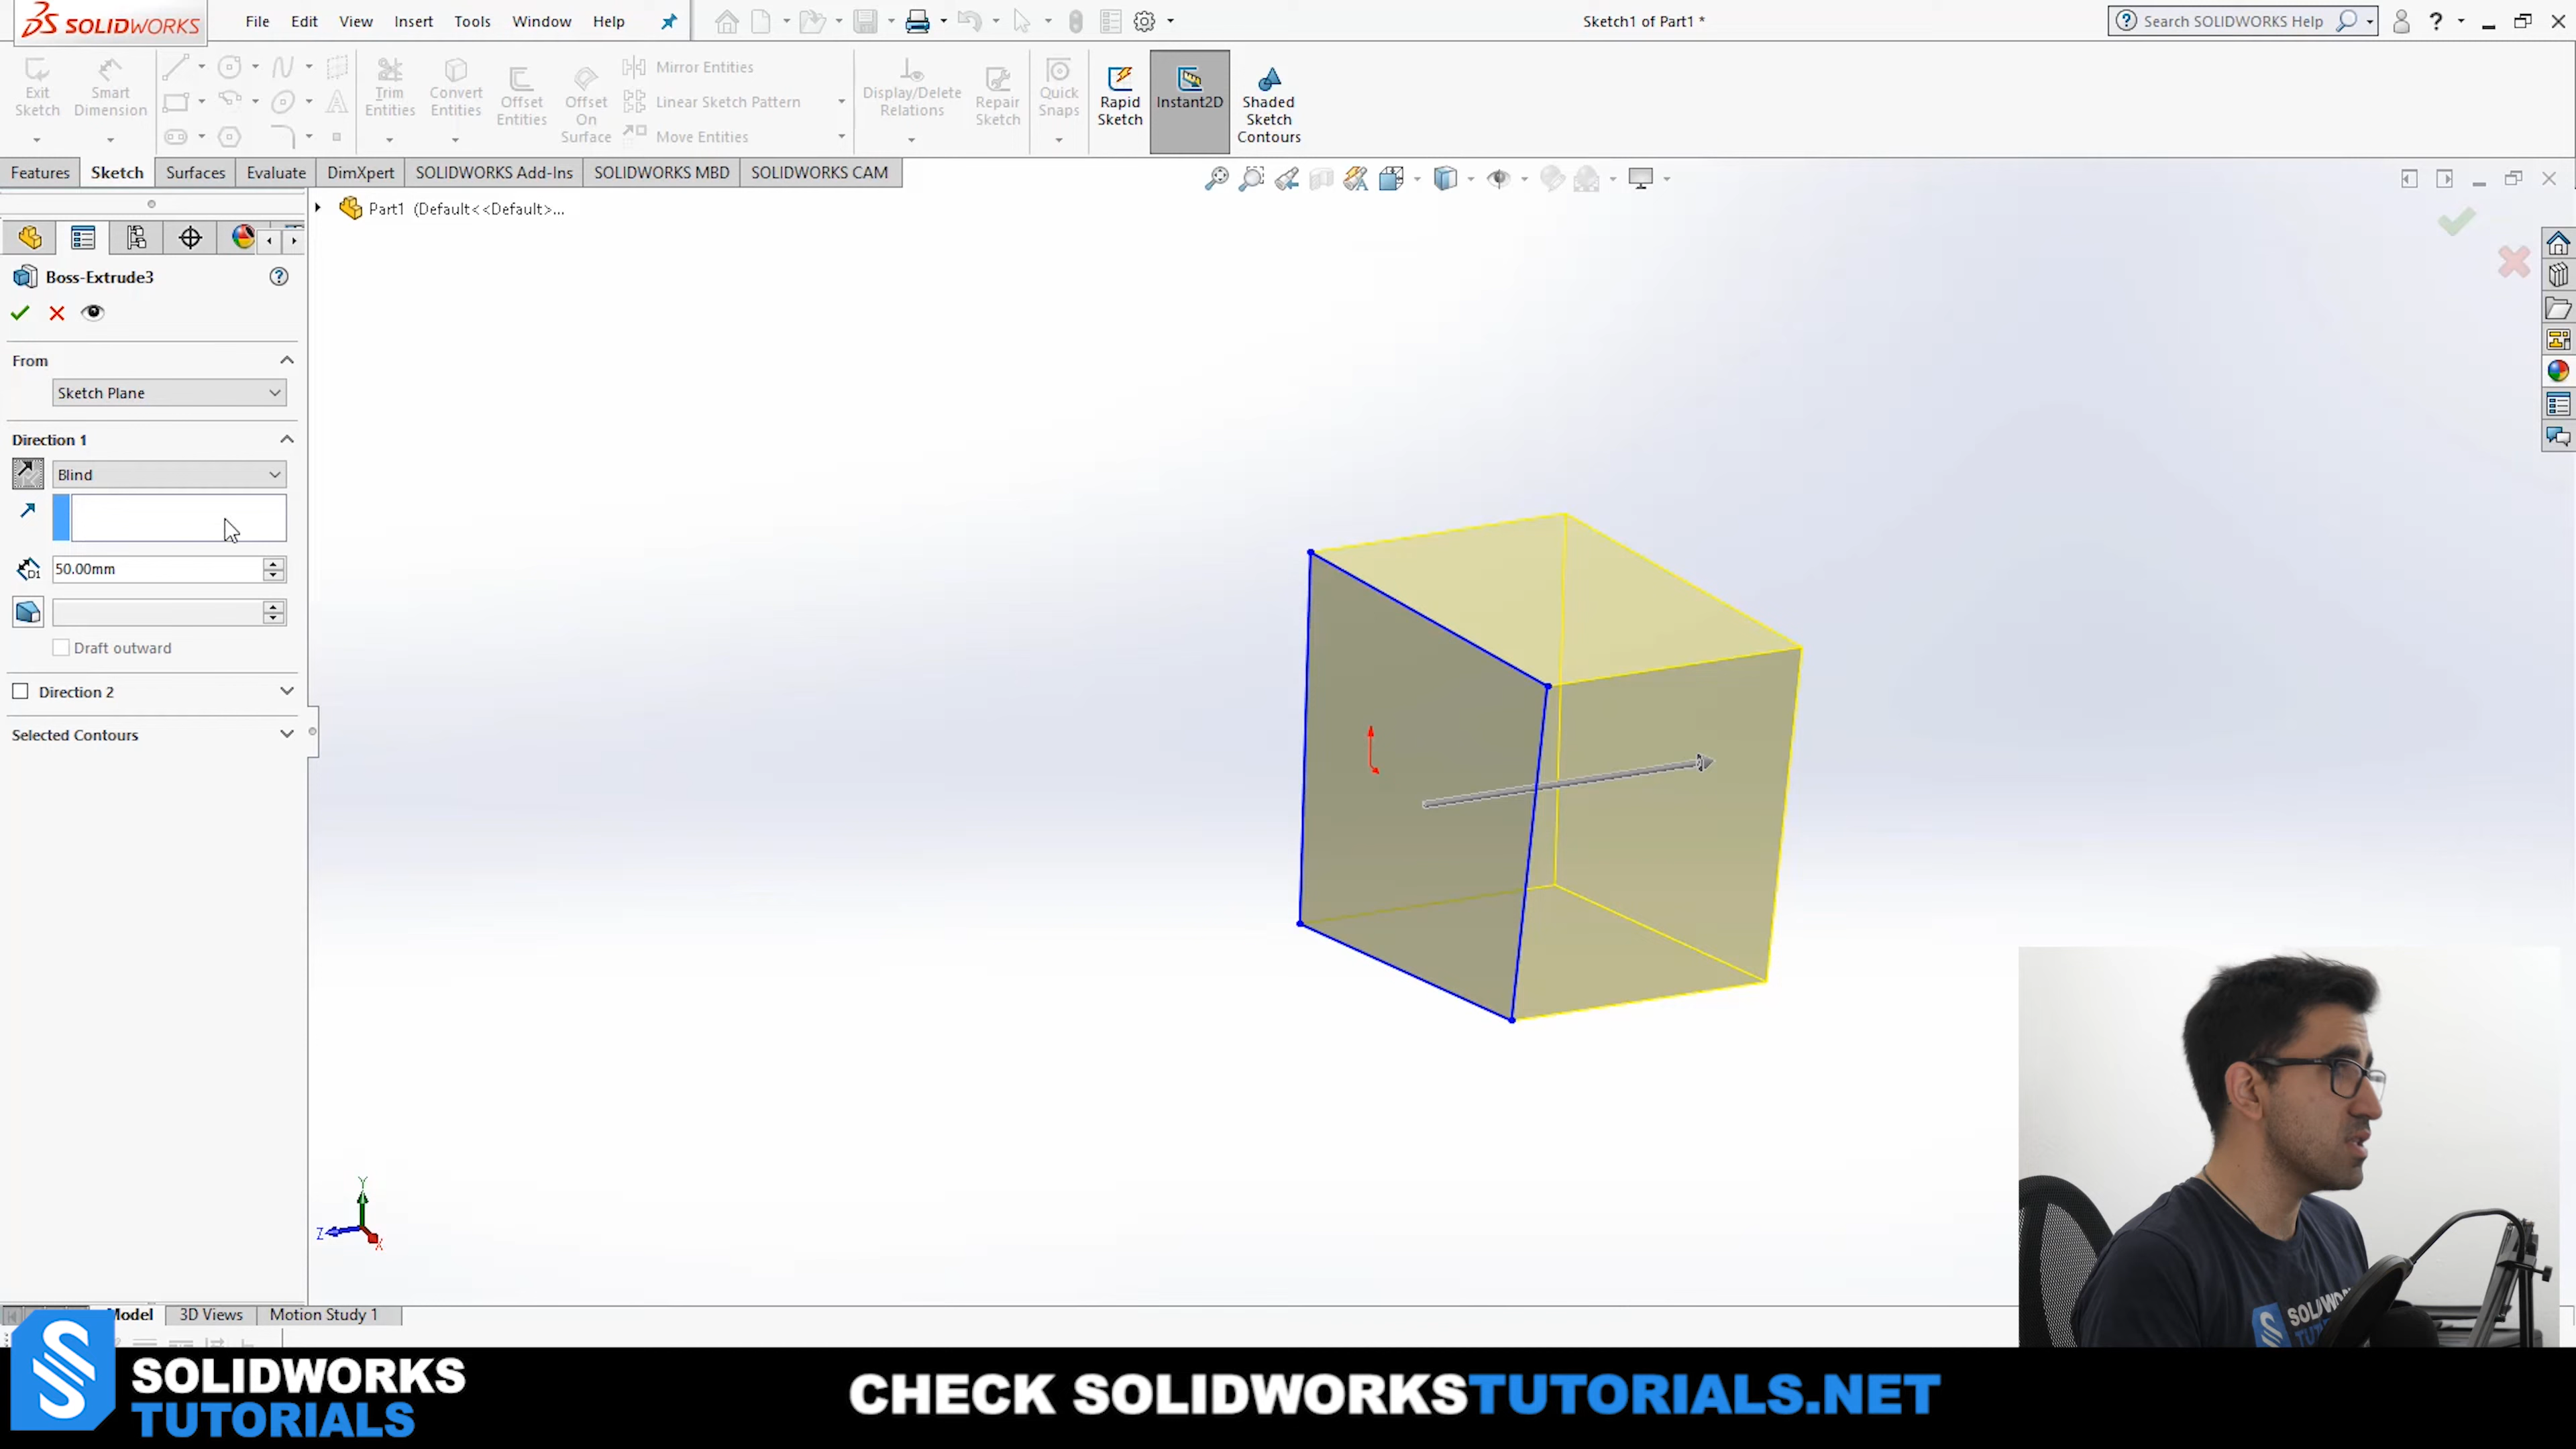 SOLIDWORKS
File Edit View Insert Tools Window Help
Sketch1 of Part1 *
Search SOLIDWORKS Help
Exit Sketch
Smart Dimension
Trim Entities
Convert Entities
Offset Entities
Offset On Surface
Mirror Entities
Linear Sketch Pattern
Move Entities
Display/Delete Relations
Repair Sketch
Quick Snaps
Rapid Sketch
Instant2D
Shaded Sketch Contours
Features Sketch Surfaces Evaluate DimXpert SOLIDWORKS Add-Ins SOLIDWORKS MBD SOLIDWORKS CAM
Part1 (Default<<Default>...
Boss-Extrude3
From
Sketch Plane
Direction 1
Blind
D1
50.00mm
Draft outward
Direction 2
Selected Contours
Y
Z
X
Model 3D Views Motion Study 1
SOLIDWORKS
TUTORIALS
CHECK SOLIDWORKSTUTORIALS.NET